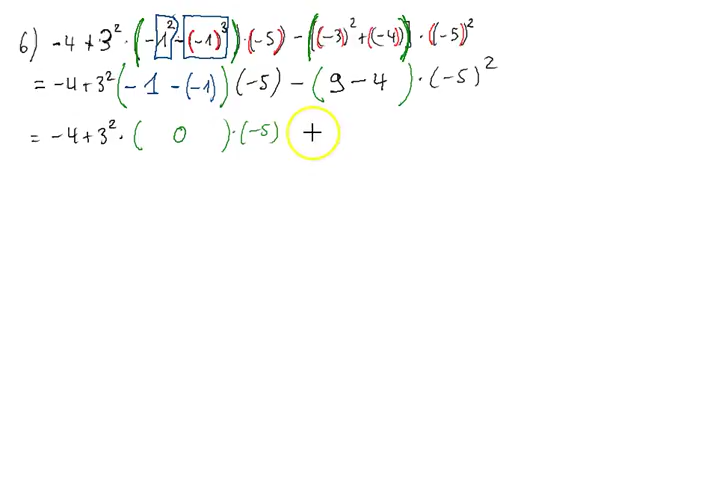 6) -4 + 3² · (-1² - (-1)³) · (-5) - ((-3)² + (-4)) · (-5)²
= -4 + 3² (-1 - (-1)) (-5) - (9 - 4) · (-5)²
= -4 + 3² · ( 0 ) · (-5)